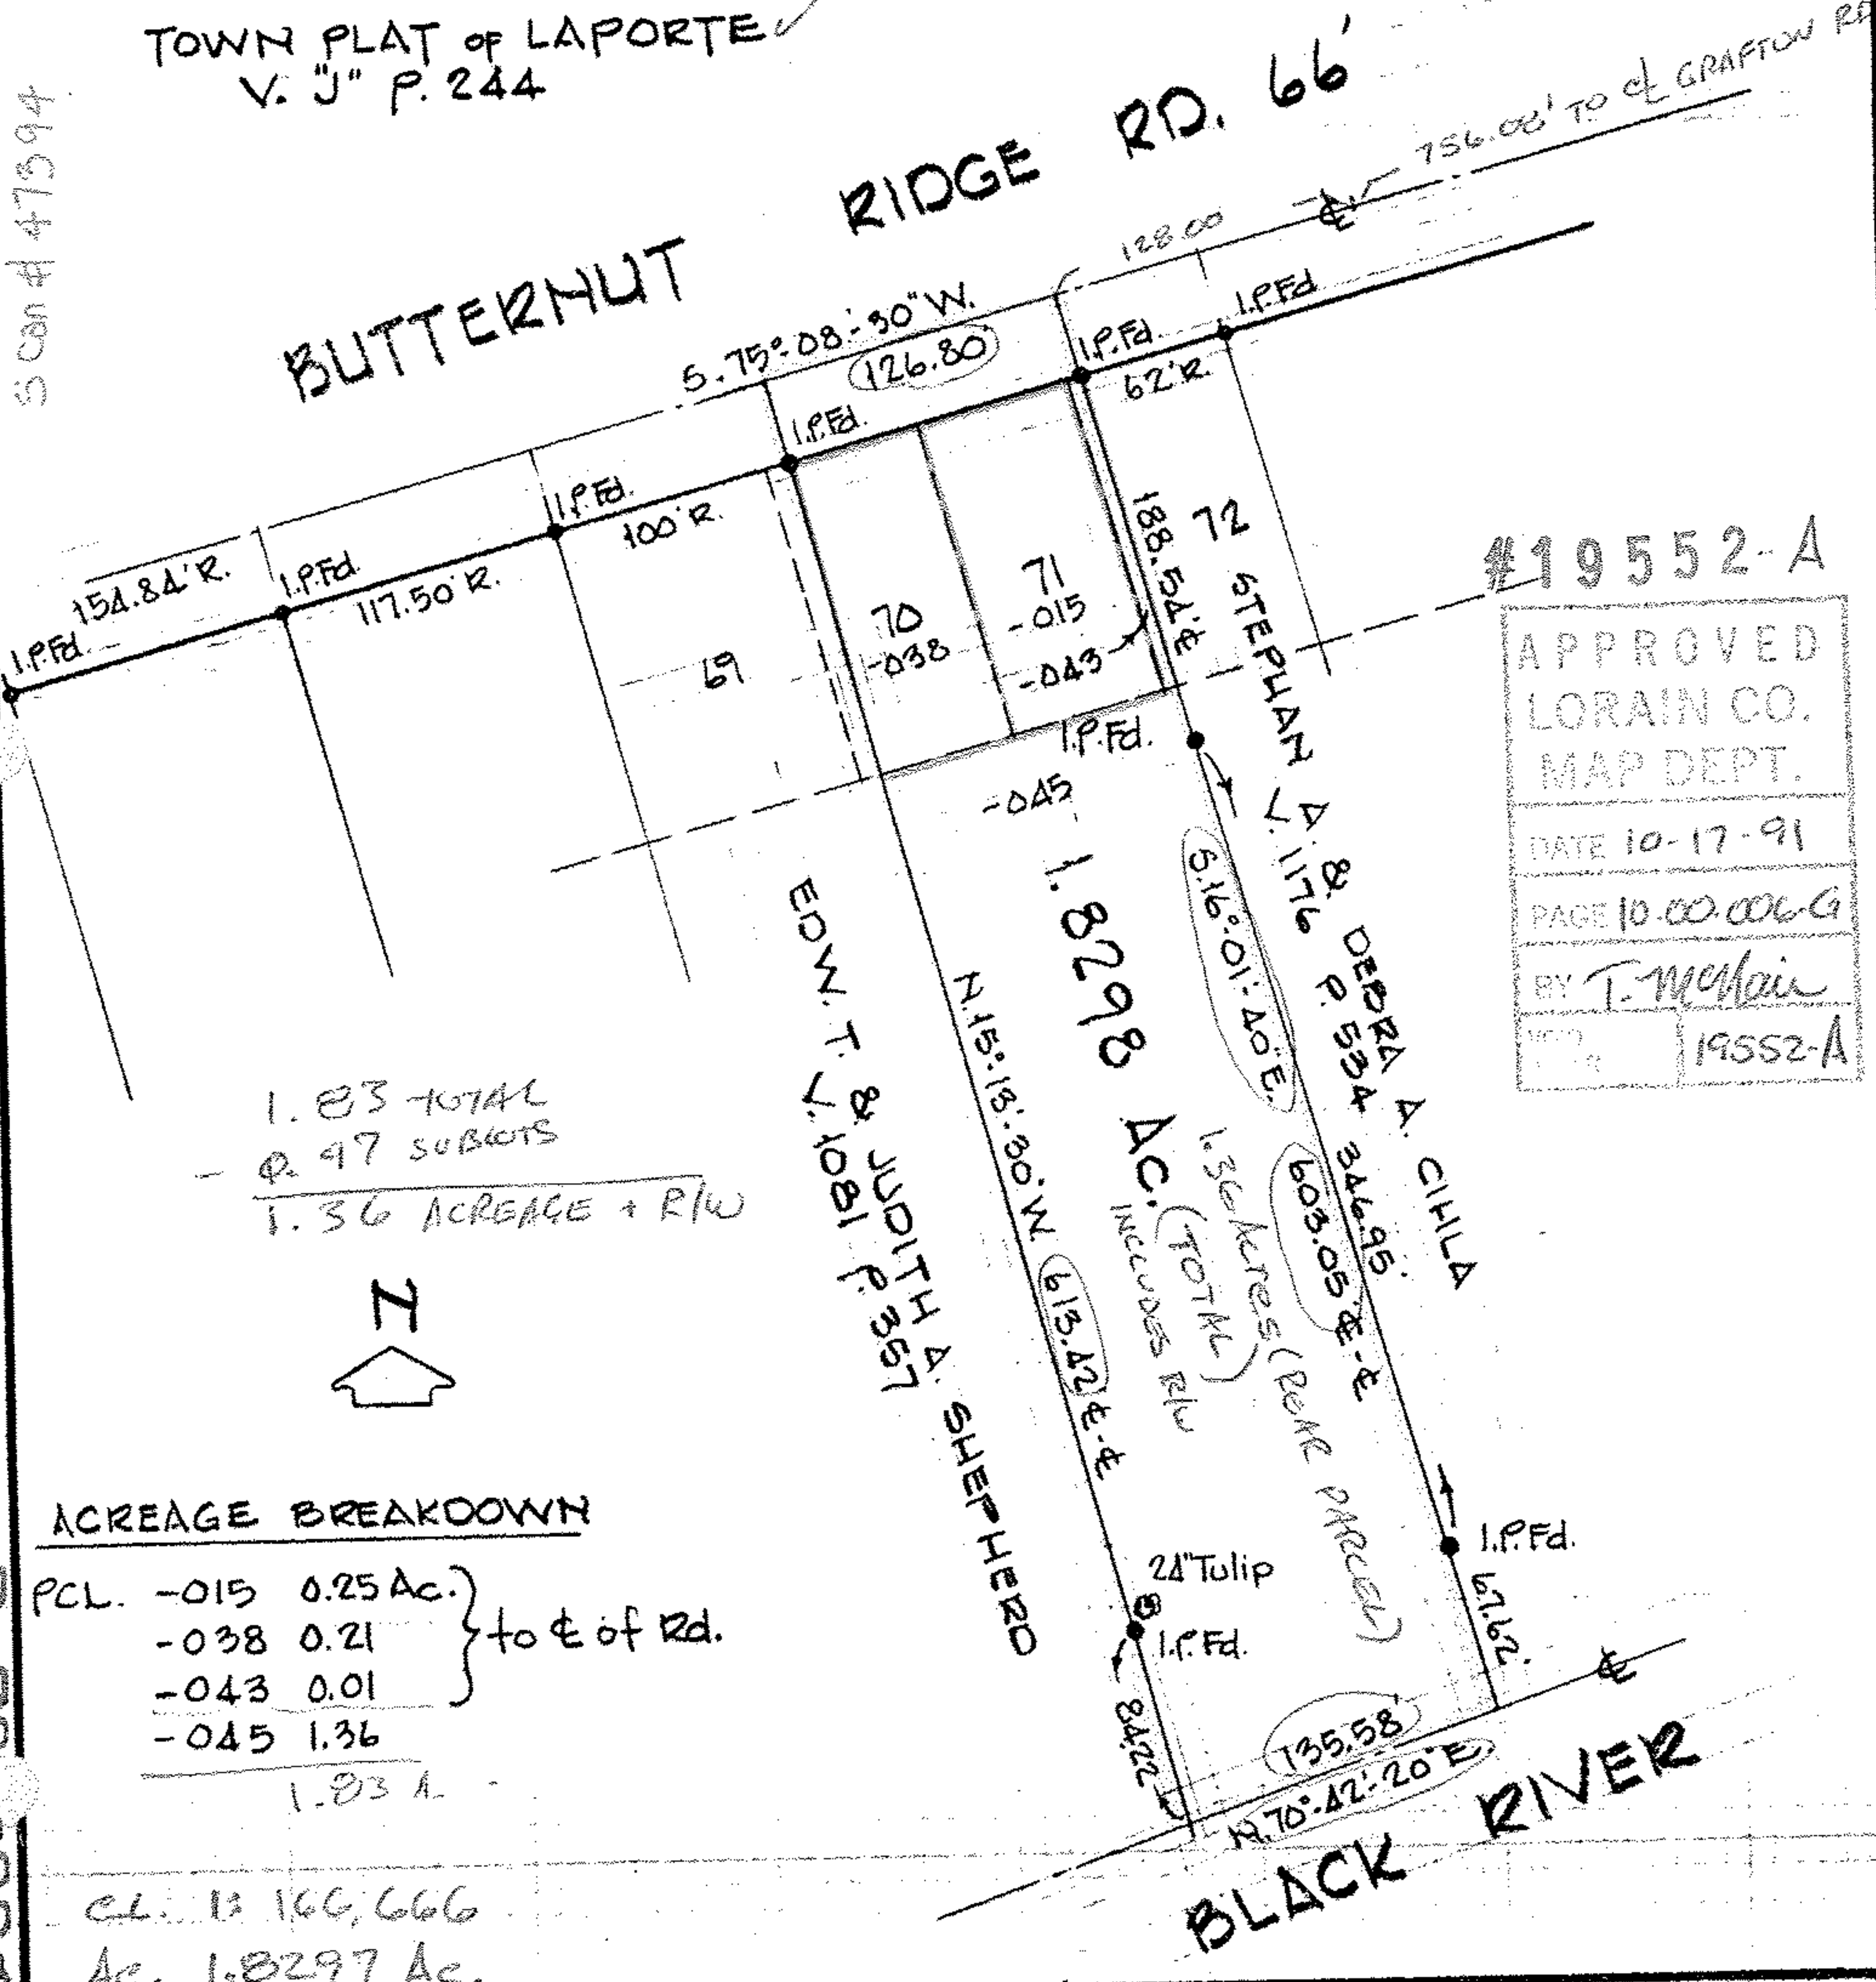 TOWN PLAT of LAPORTE
V. "J" P. 244
Scan # 47394
BUTTERNUT RIDGE RD. 66'
756.08' TO ℄ GRAFTON RD
128.00
℄
S. 75°-08'-30" W.
126.80'
I.P.Fd.
I.P.Fd.
62' R.
I.P.Fd.
I.P.Fd.
100' R.
I.P.Fd.
117.50' R.
154.84' R.
I.P.Fd.
69
70
-038
71
-015
-043
188.54' ℄
72
I.P.Fd.
-045
1.8298 Ac.
(TOTAL)
INCLUDES R/W
1.36 Acres (REAR PARCEL)
STEPHAN A. & DEBRA A. CIHLA
V. 1176 P. 534
S. 16°-01'-40" E.
346.95'
603.05' ℄-℄
EDW. T. & JUDITH A. SHEPHERD
V. 1081 P. 357
N. 15°-13'-30" W. 613.42' ℄-℄
#19552-A
APPROVED
LORAIN CO.
MAP DEPT.
DATE 10-17-91
PAGE 10-00-006-G
BY T. McNair
19552-A
1.83 TOTAL
- 0.47 SUBLOTS
1.36 ACREAGE + R/W
N
ACREAGE BREAKDOWN
PCL. -015 0.25 Ac.
-038 0.21
-043 0.01
to ℄ of Rd.
-045 1.36
1.83 A.
24" Tulip
I.P.Fd.
84.22'
I.P.Fd.
67.62'
℄
135.58'
N. 70°-42'-20" E.
BLACK RIVER
CL. 1: 166,666
Ac. 1.8297 Ac.